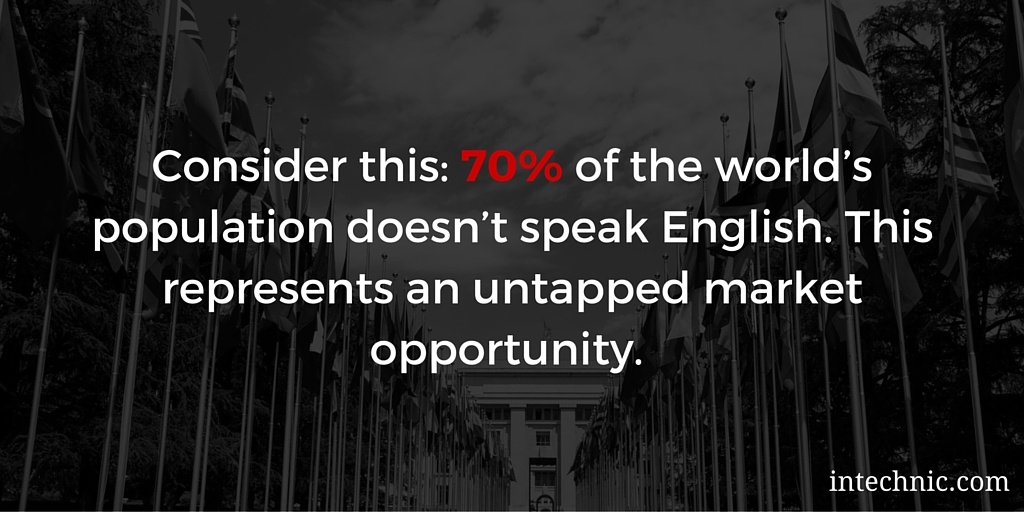 Consider this: 70% of the world’s
population doesn’t speak English. This
represents an untapped market
opportunity.
intechnic.com